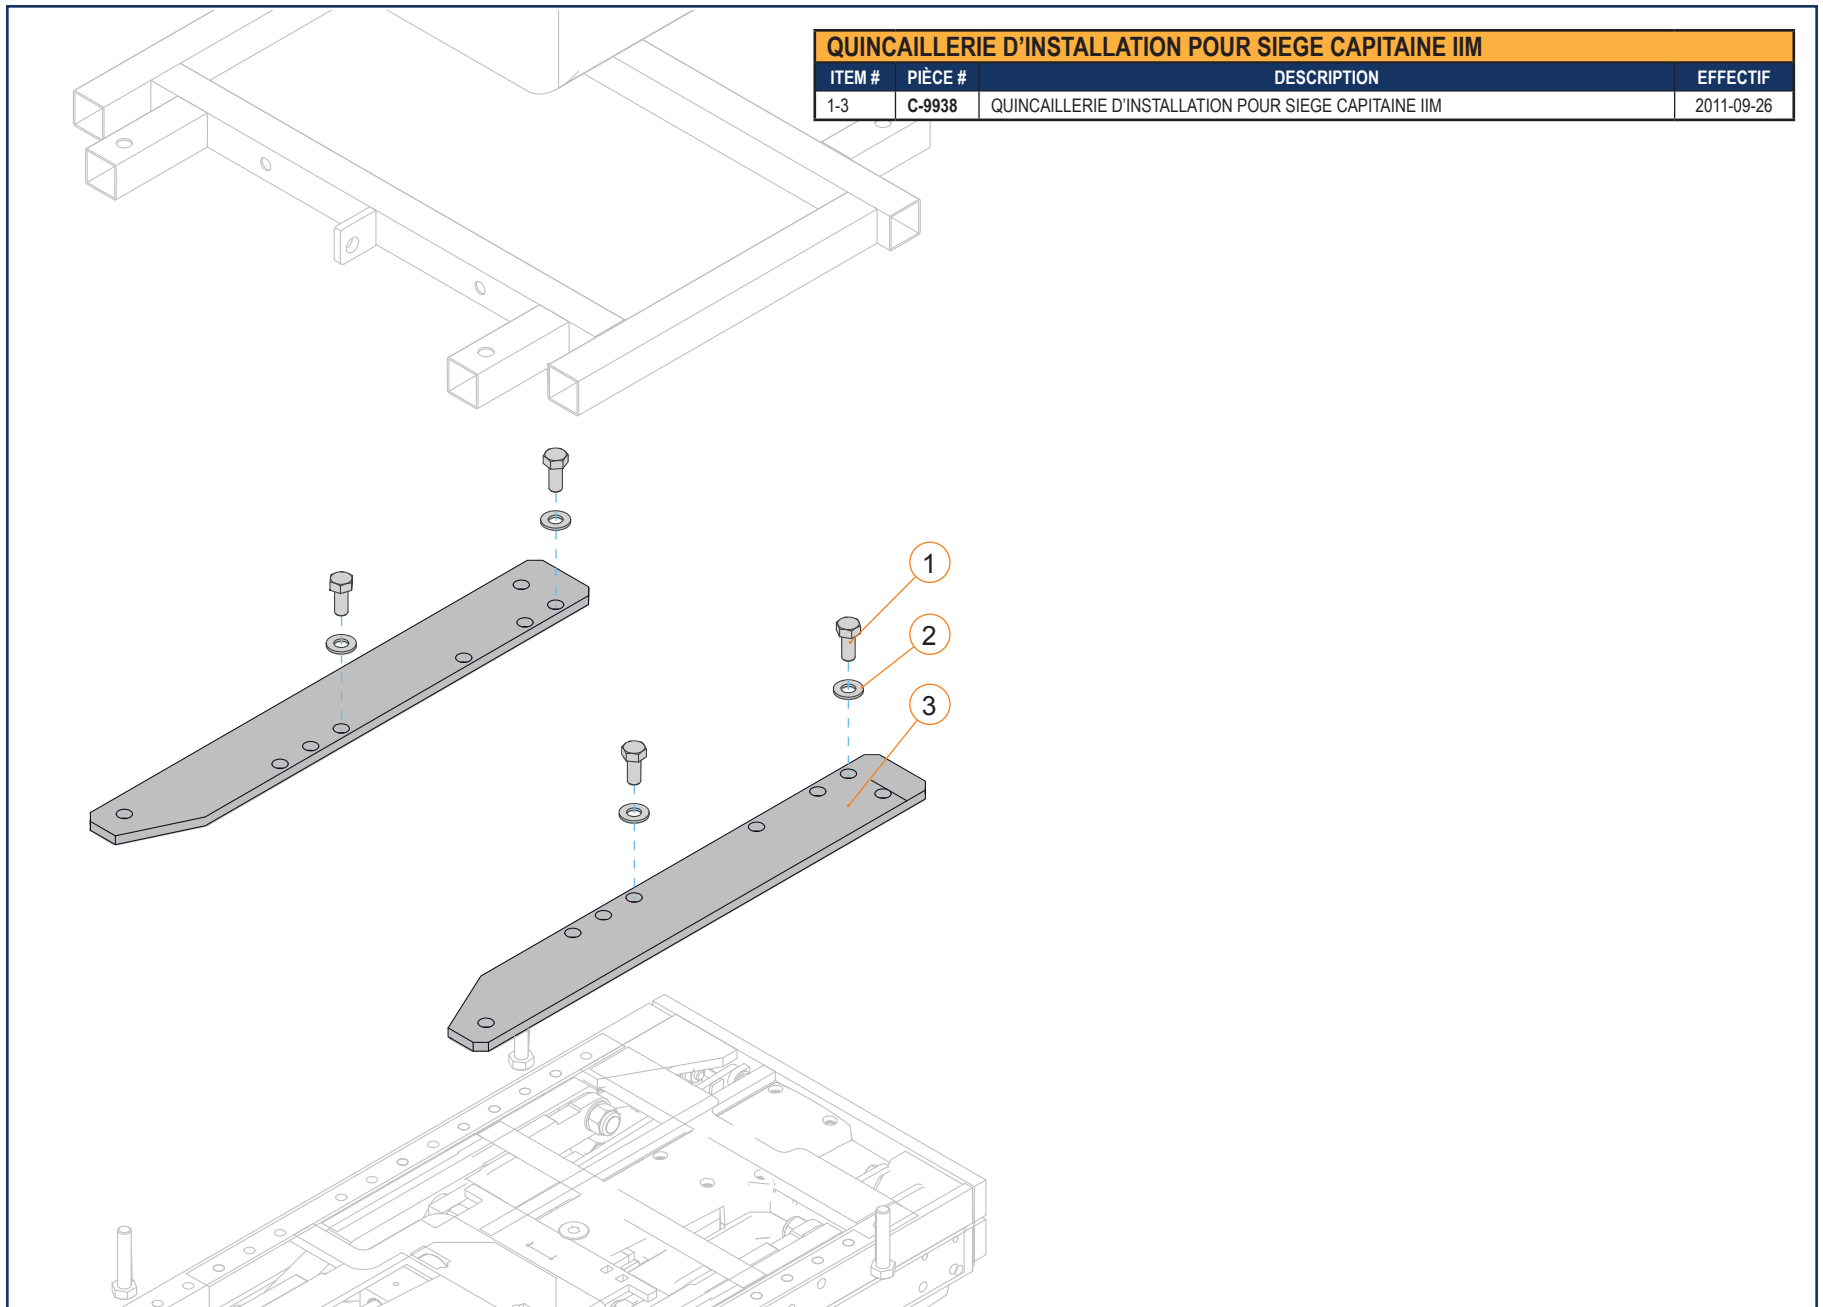 QUINCAILLERIE D’INSTALLATION POUR SIEGE CAPITAINE IIM
ITEM # PIÈCE # DESCRIPTION EFFECTIF
1-3 C-9938 QUINCAILLERIE D’INSTALLATION POUR SIEGE CAPITAINE IIM 2011-09-26
1
2
3